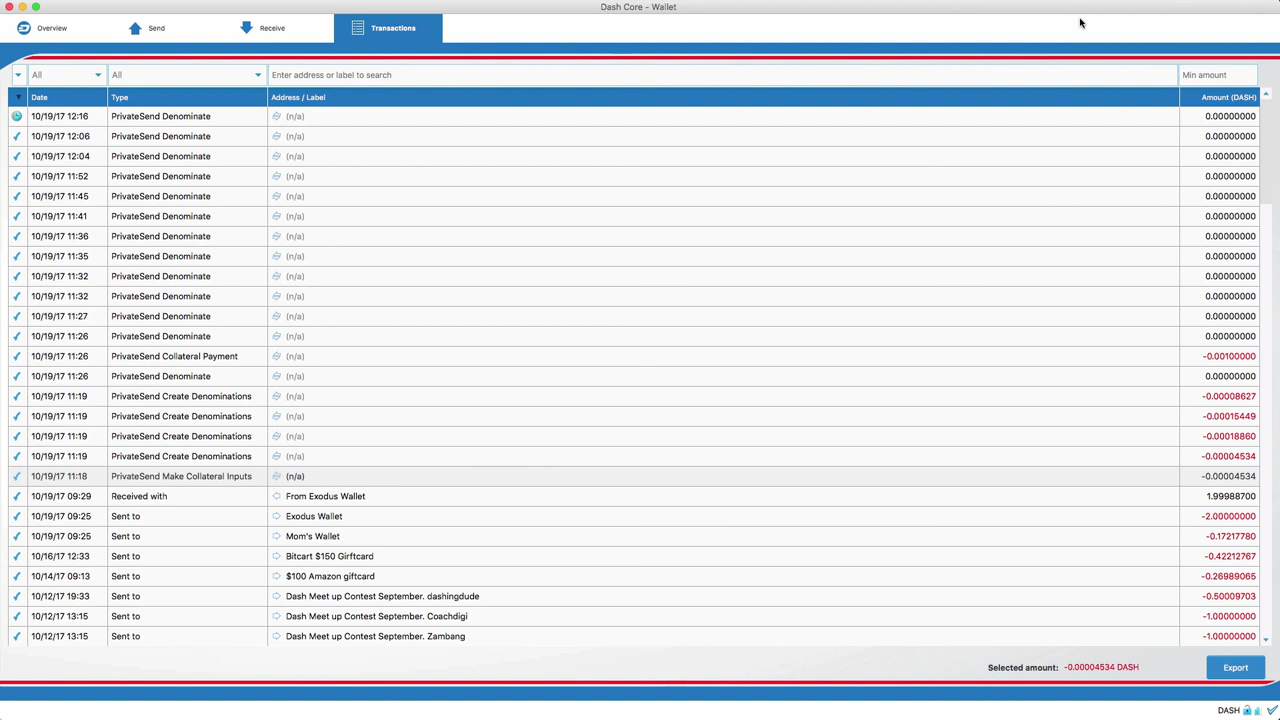 Dash Core - Wallet
Overview Send Receive Transactions
All All Enter address or label to search Min amount
Date Type Address / Label Amount (DASH)
10/19/17 12:16 PrivateSend Denominate (n/a) 0.00000000
10/19/17 12:06 PrivateSend Denominate (n/a) 0.00000000
10/19/17 12:04 PrivateSend Denominate (n/a) 0.00000000
10/19/17 11:52 PrivateSend Denominate (n/a) 0.00000000
10/19/17 11:45 PrivateSend Denominate (n/a) 0.00000000
10/19/17 11:41 PrivateSend Denominate (n/a) 0.00000000
10/19/17 11:36 PrivateSend Denominate (n/a) 0.00000000
10/19/17 11:35 PrivateSend Denominate (n/a) 0.00000000
10/19/17 11:32 PrivateSend Denominate (n/a) 0.00000000
10/19/17 11:32 PrivateSend Denominate (n/a) 0.00000000
10/19/17 11:27 PrivateSend Denominate (n/a) 0.00000000
10/19/17 11:26 PrivateSend Denominate (n/a) 0.00000000
10/19/17 11:26 PrivateSend Collateral Payment (n/a) -0.00100000
10/19/17 11:26 PrivateSend Denominate (n/a) 0.00000000
10/19/17 11:19 PrivateSend Create Denominations (n/a) -0.00008627
10/19/17 11:19 PrivateSend Create Denominations (n/a) -0.00015449
10/19/17 11:19 PrivateSend Create Denominations (n/a) -0.00018860
10/19/17 11:19 PrivateSend Create Denominations (n/a) -0.00004534
10/19/17 11:18 PrivateSend Make Collateral Inputs (n/a) -0.00004534
10/19/17 09:29 Received with From Exodus Wallet 1.99988700
10/19/17 09:25 Sent to Exodus Wallet -2.00000000
10/19/17 09:25 Sent to Mom's Wallet -0.17217780
10/16/17 12:33 Sent to Bitcart $150 Girftcard -0.42212767
10/14/17 09:13 Sent to $100 Amazon giftcard -0.26989065
10/12/17 19:33 Sent to Dash Meet up Contest September. dashingdude -0.50009703
10/12/17 13:15 Sent to Dash Meet up Contest September. Coachdigi -1.00000000
10/12/17 13:15 Sent to Dash Meet up Contest September. Zambang -1.00000000
Selected amount: -0.00004534 DASH Export
DASH